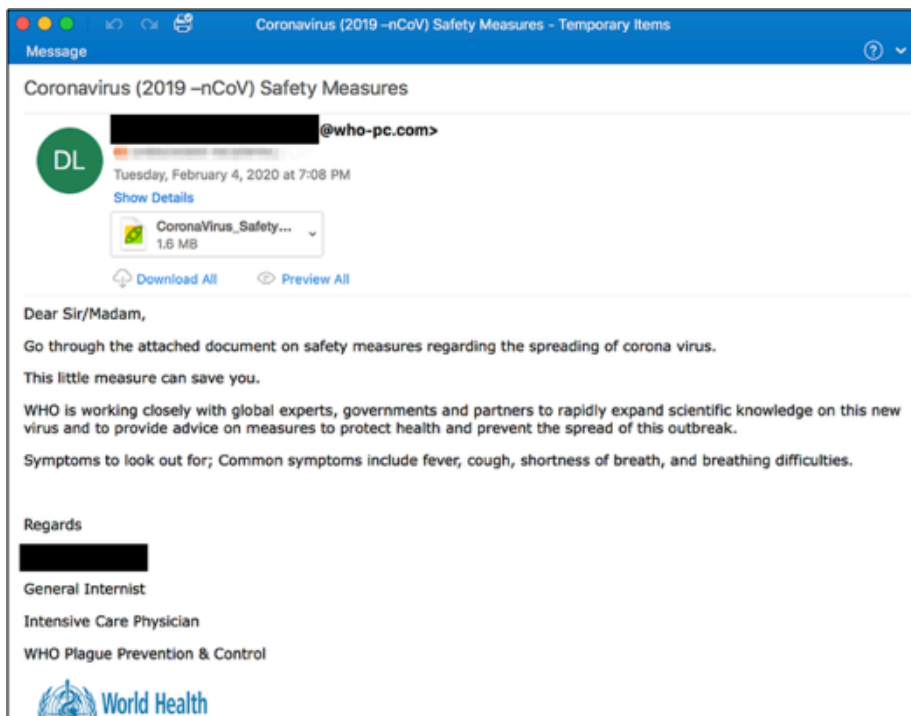 Coronavirus (2019 –nCoV) Safety Measures - Temporary Items
Message
?
Coronavirus (2019 –nCoV) Safety Measures
@who-pc.com>
DL
Tuesday, February 4, 2020 at 7:08 PM
Show Details
CoronaVirus_Safety...
1.6 MB
Download All Preview All
Dear Sir/Madam,
Go through the attached document on safety measures regarding the spreading of corona virus.
This little measure can save you.
WHO is working closely with global experts, governments and partners to rapidly expand scientific knowledge on this new
virus and to provide advice on measures to protect health and prevent the spread of this outbreak.
Symptoms to look out for; Common symptoms include fever, cough, shortness of breath, and breathing difficulties.
Regards
General Internist
Intensive Care Physician
WHO Plague Prevention & Control
World Health